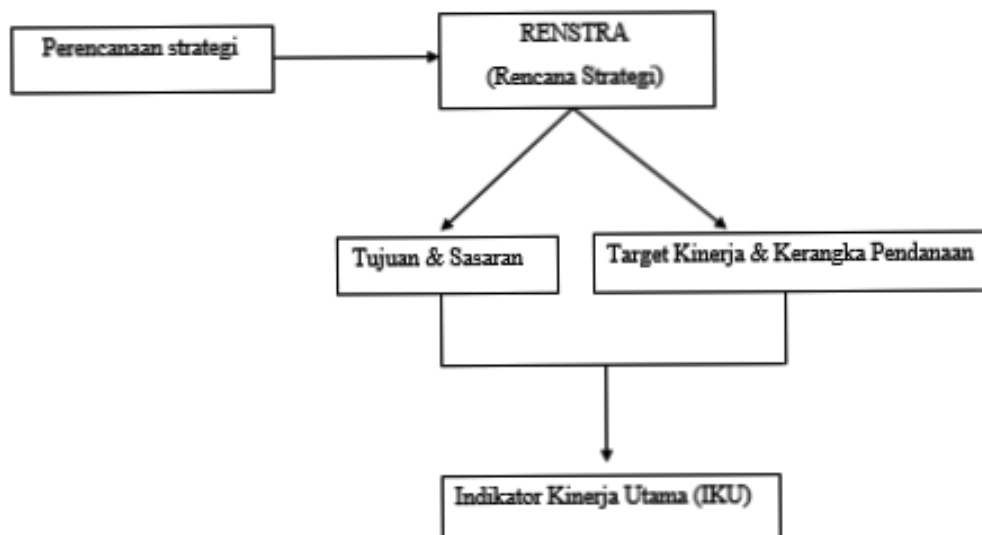 Perencanaan strategi
RENSTRA
(Rencana Strategi)
Tujuan & Sasaran
Target Kinerja & Kerangka Pendanaan
Indikator Kinerja Utama (IKU)